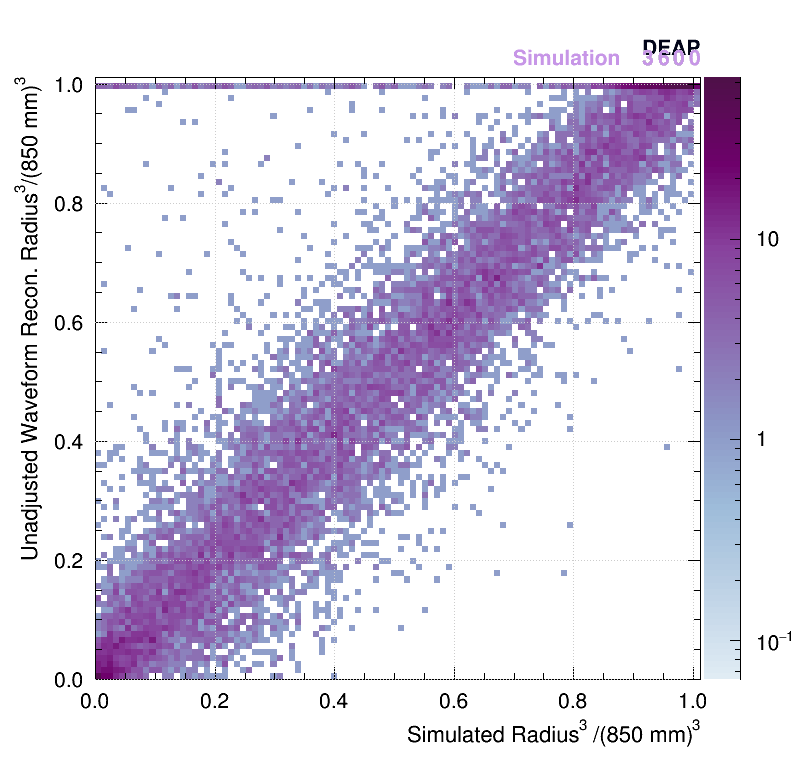 DEAP
Simulation 3600
Unadjusted Waveform Recon. Radius³/(850 mm)³
1.0
0.8
0.6
0.4
0.2
0.0
0.0 0.2 0.4 0.6 0.8 1.0
Simulated Radius³ /(850 mm)³
10
1
10⁻¹